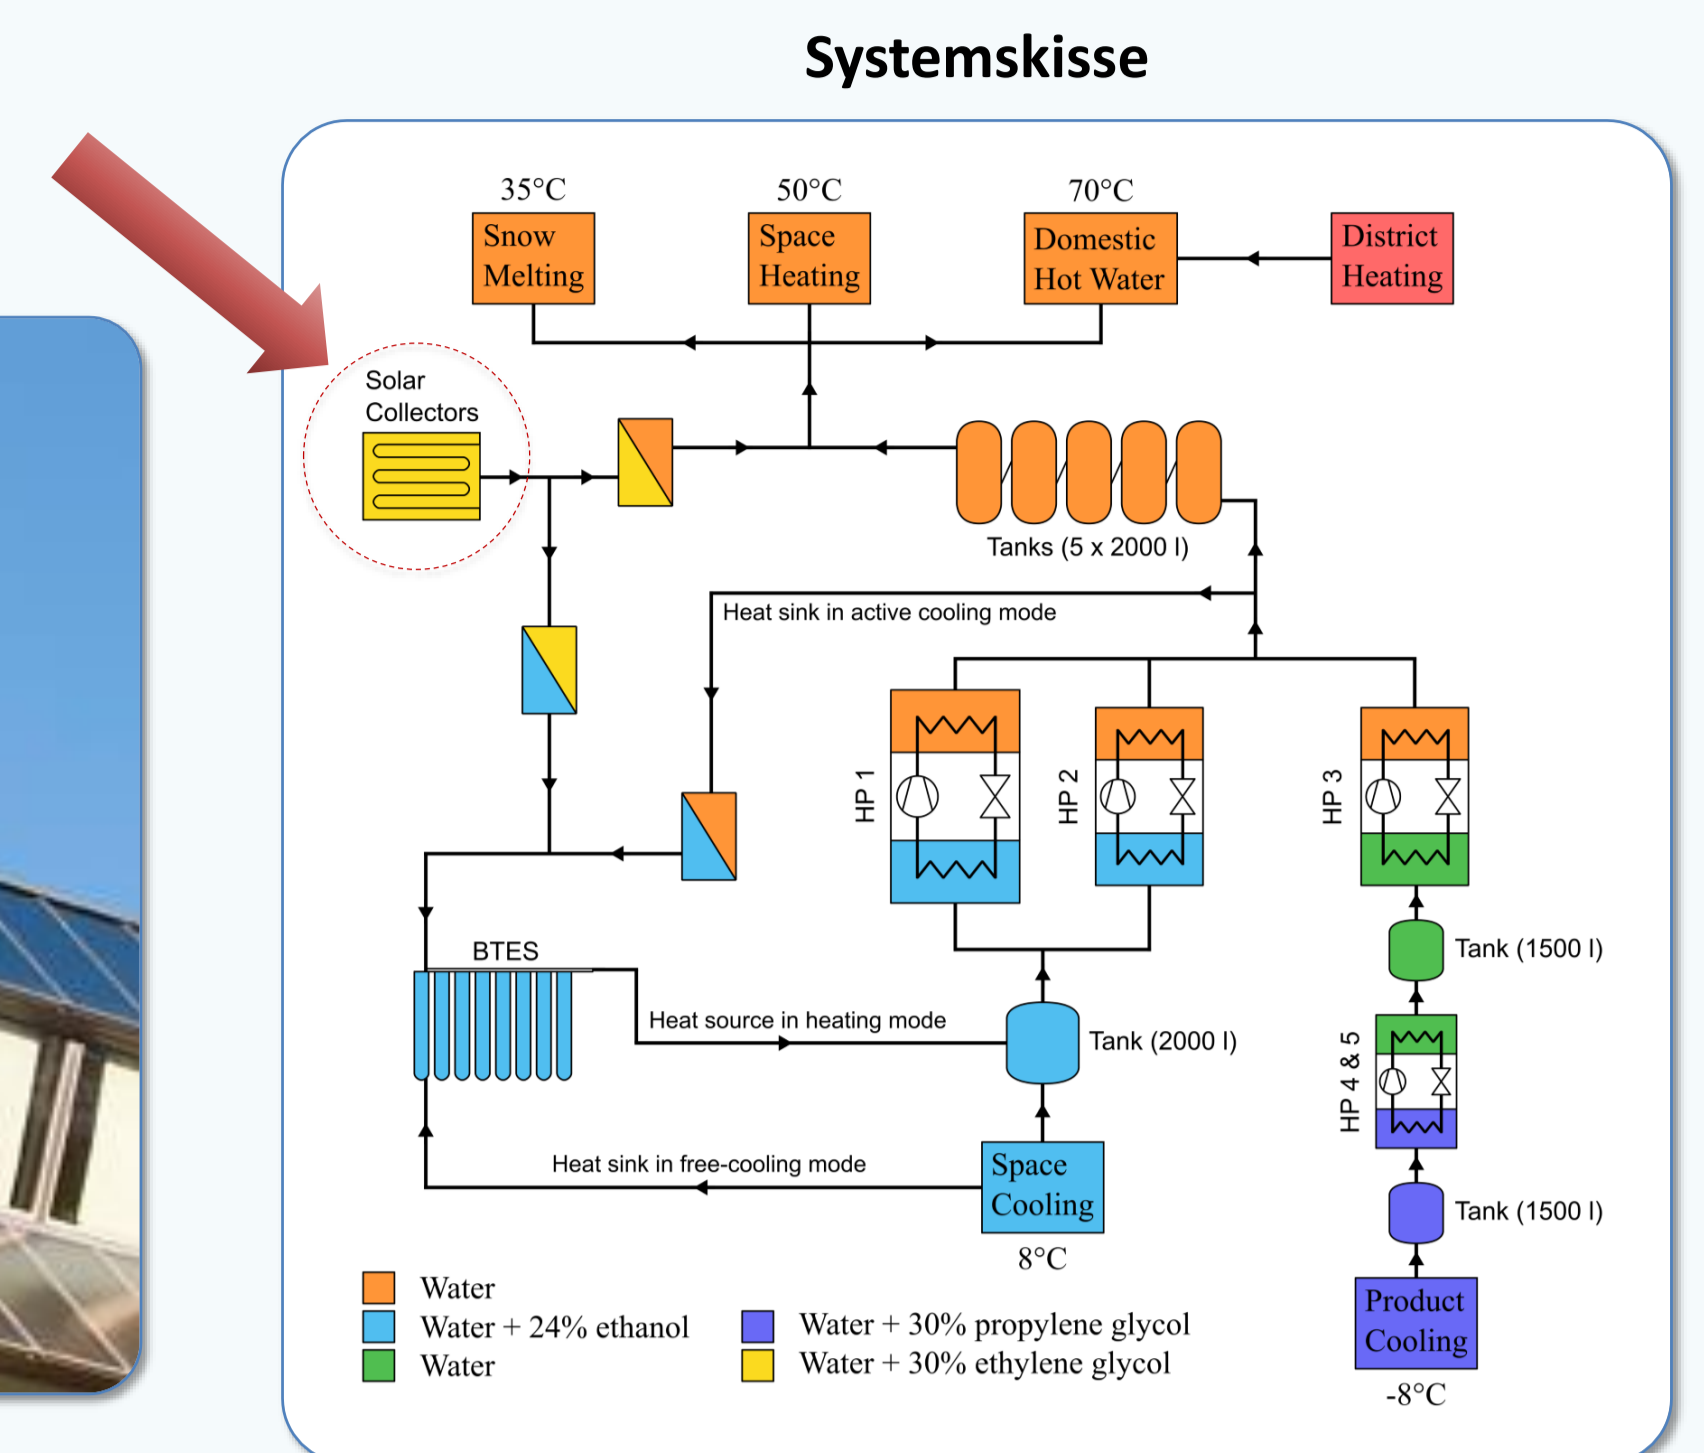 Systemskisse
35°C
50°C
70°C
Snow
Melting
Space
Heating
Domestic
Hot Water
District
Heating
Solar
Collectors
Tanks (5 x 2000 l)
Heat sink in active cooling mode
HP 1
HP 2
HP 3
BTES
Tank (1500 l)
Heat source in heating mode
Tank (2000 l)
HP 4 & 5
Heat sink in free-cooling mode
Space
Cooling
8°C
Tank (1500 l)
Product
Cooling
-8°C
Water
Water + 24% ethanol
Water
Water + 30% propylene glycol
Water + 30% ethylene glycol